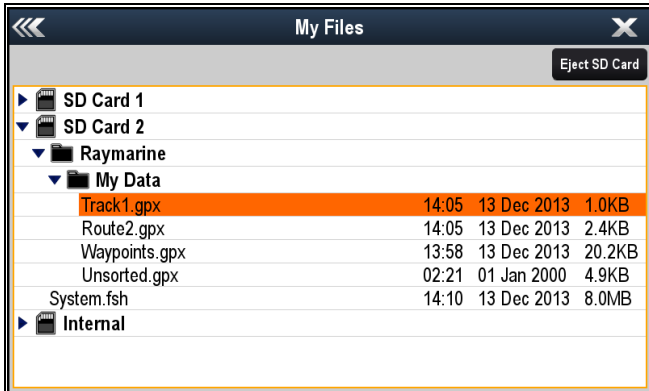 My Files
Eject SD Card
SD Card 1
SD Card 2
Raymarine
My Data
Track1.gpx 14:05 13 Dec 2013 1.0KB
Route2.gpx 14:05 13 Dec 2013 2.4KB
Waypoints.gpx 13:58 13 Dec 2013 20.2KB
Unsorted.gpx 02:21 01 Jan 2000 4.9KB
System.fsh 14:10 13 Dec 2013 8.0MB
Internal